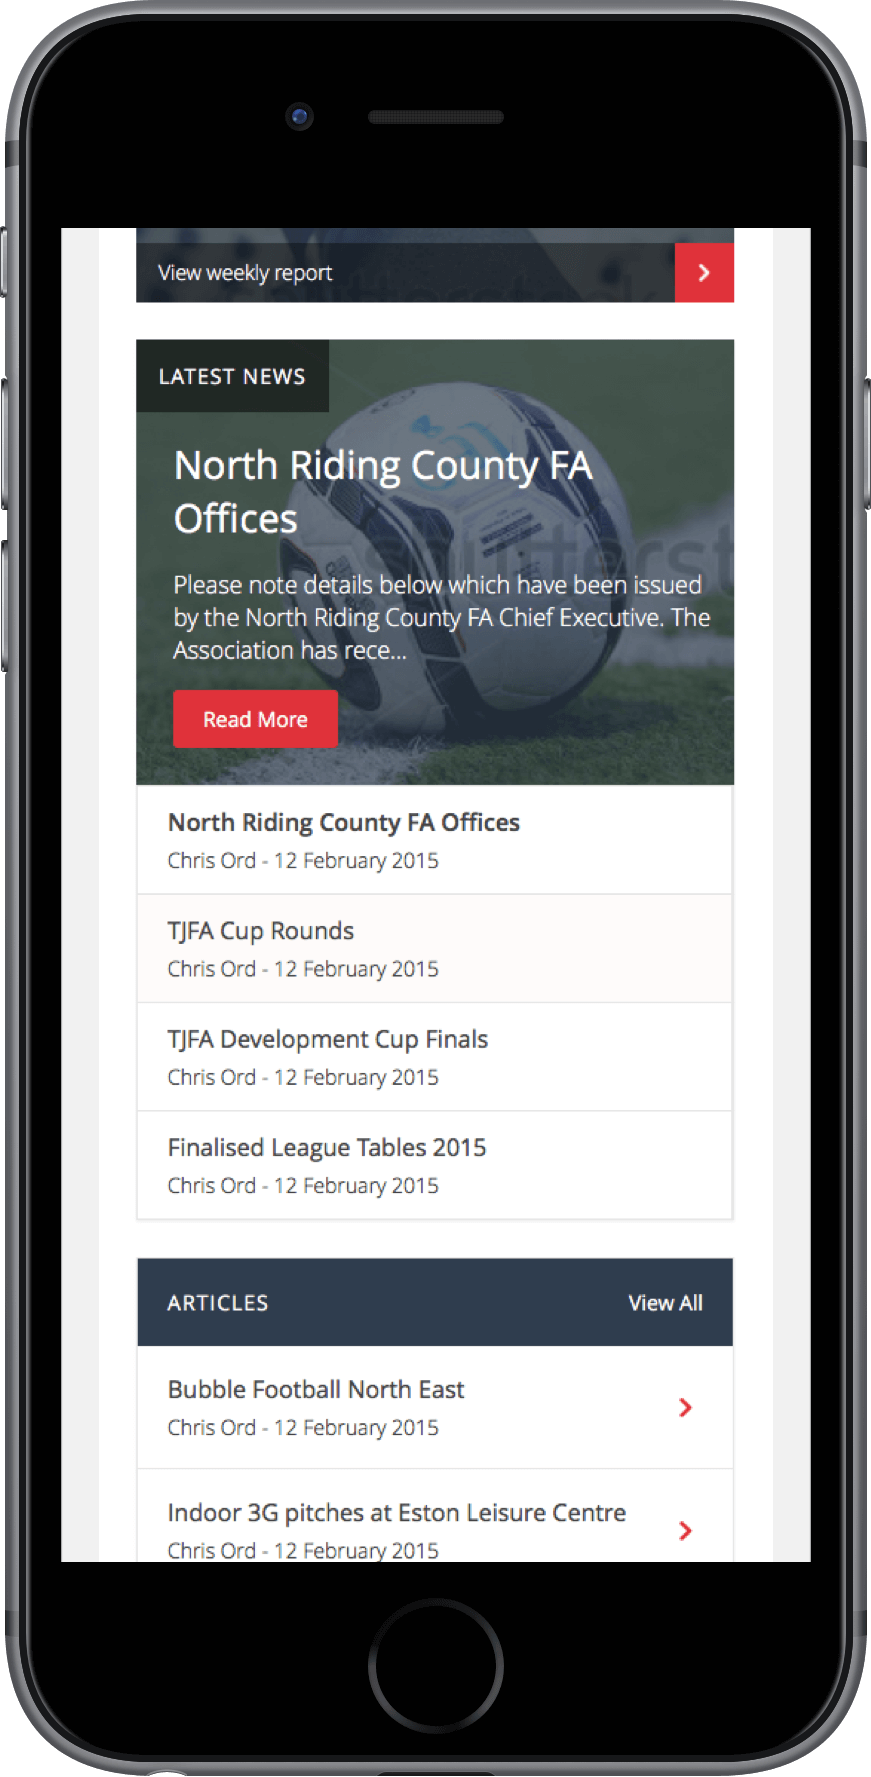 View weekly report
LATEST NEWS
North Riding County FA
Offices
Please note details below which have been issued
by the North Riding County FA Chief Executive. The
Association has rece...
Read More
North Riding County FA Offices
Chris Ord - 12 February 2015
TJFA Cup Rounds
Chris Ord - 12 February 2015
TJFA Development Cup Finals
Chris Ord - 12 February 2015
Finalised League Tables 2015
Chris Ord - 12 February 2015
ARTICLES
View All
Bubble Football North East
Chris Ord - 12 February 2015
Indoor 3G pitches at Eston Leisure Centre
Chris Ord - 12 February 2015